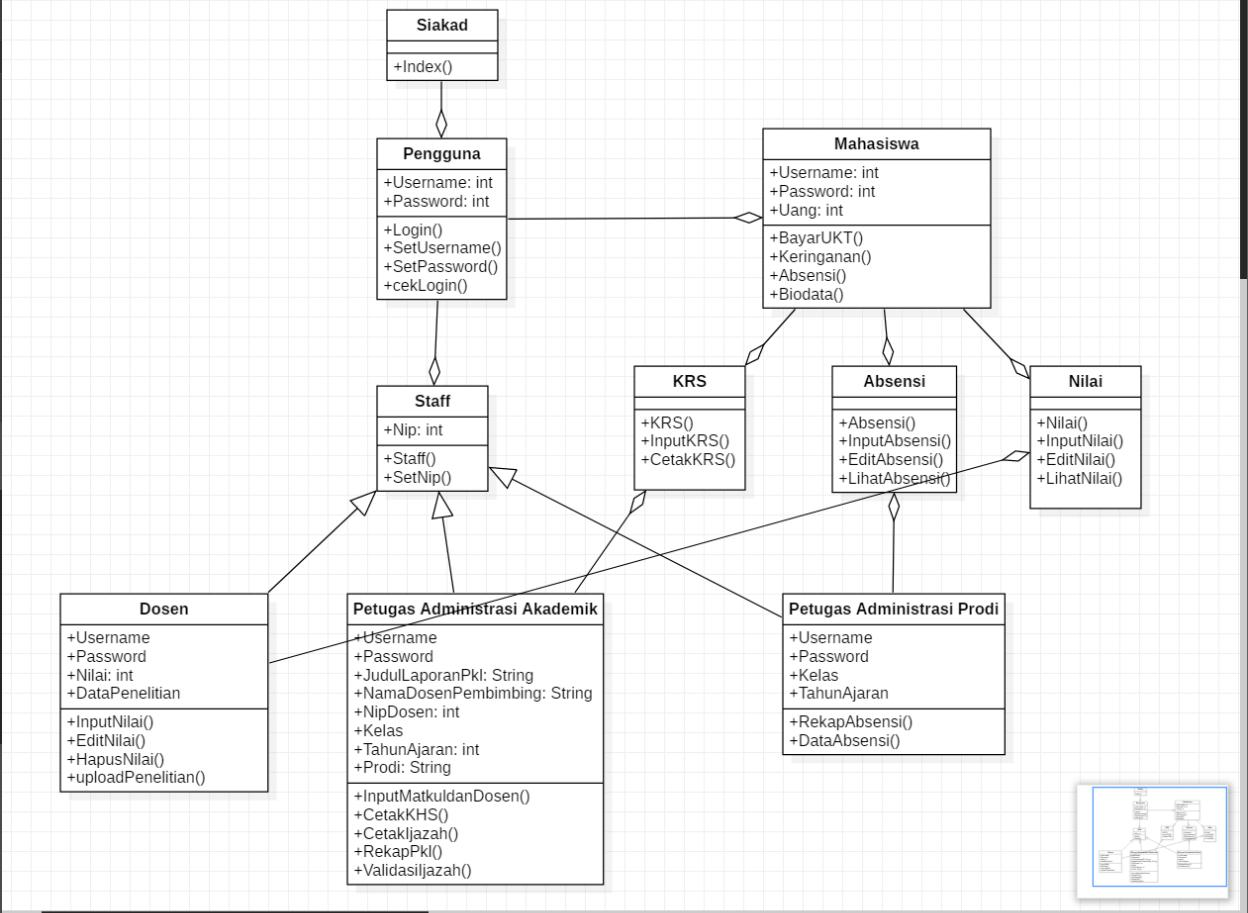 Siakad
+Index()
Pengguna
+Username: int
+Password: int
+Login()
+SetUsername()
+SetPassword()
+cekLogin()
Mahasiswa
+Username: int
+Password: int
+Uang: int
+BayarUKT()
+Keringanan()
+Absensi()
+Biodata()
Staff
+Nip: int
+Staff()
+SetNip()
KRS
+KRS()
+InputKRS()
+CetakKRS()
Absensi
+Absensi()
+InputAbsensi()
+EditAbsensi()
+LihatAbsensi()
Nilai
+Nilai()
+InputNilai()
+EditNilai()
+LihatNilai()
Dosen
+Username
+Password
+Nilai: int
+DataPenelitian
+InputNilai()
+EditNilai()
+HapusNilai()
+uploadPenelitian()
Petugas Administrasi Akademik
+Username
+Password
+JudulLaporanPkl: String
+NamaDosenPembimbing: String
+NipDosen: int
+Kelas
+TahunAjaran: int
+Prodi: String
+InputMatkuldanDosen()
+CetakKHS()
+CetakIjazah()
+RekapPkl()
+ValidasiIjazah()
Petugas Administrasi Prodi
+Username
+Password
+Kelas
+TahunAjaran
+RekapAbsensi()
+DataAbsensi()